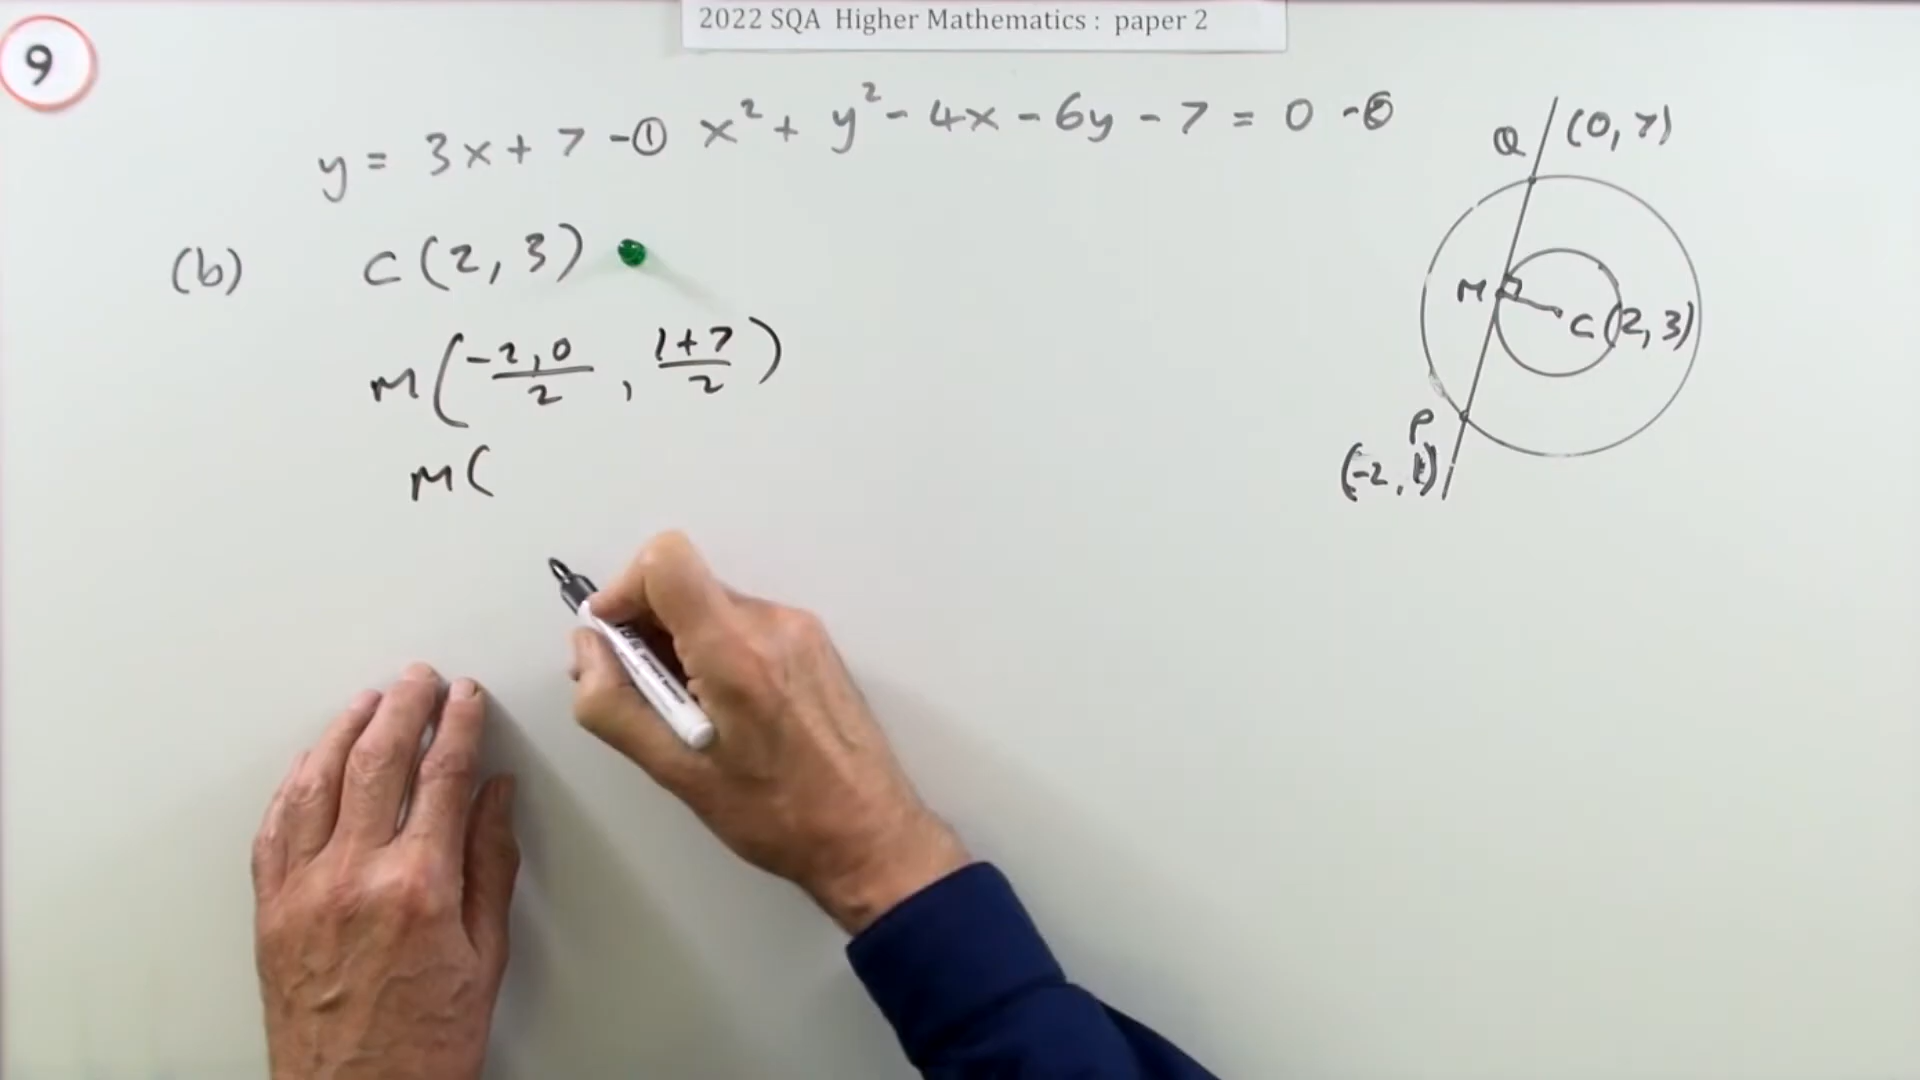 2022 SQA Higher Mathematics : paper 2
9
y = 3x + 7 -① x² + y² - 4x - 6y - 7 = 0 -②
(b) C(2, 3)
M(-2,0/2 , 1+7/2)
M(
Q (0, 7)
M C(2, 3)
P
(-2, 1)